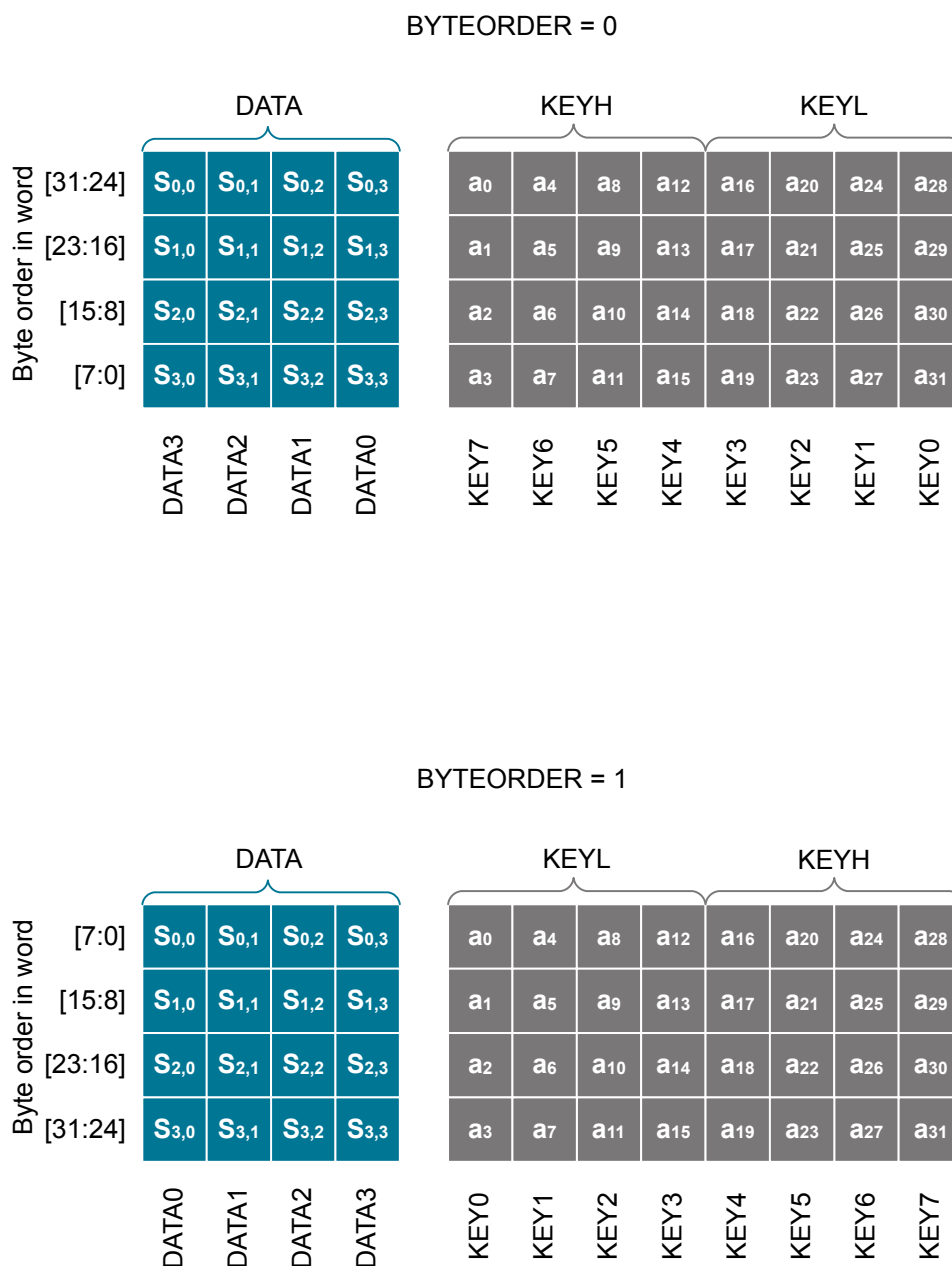 BYTEORDER = 0
DATA KEYH KEYL
Byte order in word
[31:24] S0,0 S0,1 S0,2 S0,3 a0 a4 a8 a12 a16 a20 a24 a28
[23:16] S1,0 S1,1 S1,2 S1,3 a1 a5 a9 a13 a17 a21 a25 a29
[15:8] S2,0 S2,1 S2,2 S2,3 a2 a6 a10 a14 a18 a22 a26 a30
[7:0] S3,0 S3,1 S3,2 S3,3 a3 a7 a11 a15 a19 a23 a27 a31
DATA3 DATA2 DATA1 DATA0 KEY7 KEY6 KEY5 KEY4 KEY3 KEY2 KEY1 KEY0
BYTEORDER = 1
DATA KEYL KEYH
Byte order in word
[7:0] S0,0 S0,1 S0,2 S0,3 a0 a4 a8 a12 a16 a20 a24 a28
[15:8] S1,0 S1,1 S1,2 S1,3 a1 a5 a9 a13 a17 a21 a25 a29
[23:16] S2,0 S2,1 S2,2 S2,3 a2 a6 a10 a14 a18 a22 a26 a30
[31:24] S3,0 S3,1 S3,2 S3,3 a3 a7 a11 a15 a19 a23 a27 a31
DATA0 DATA1 DATA2 DATA3 KEY0 KEY1 KEY2 KEY3 KEY4 KEY5 KEY6 KEY7